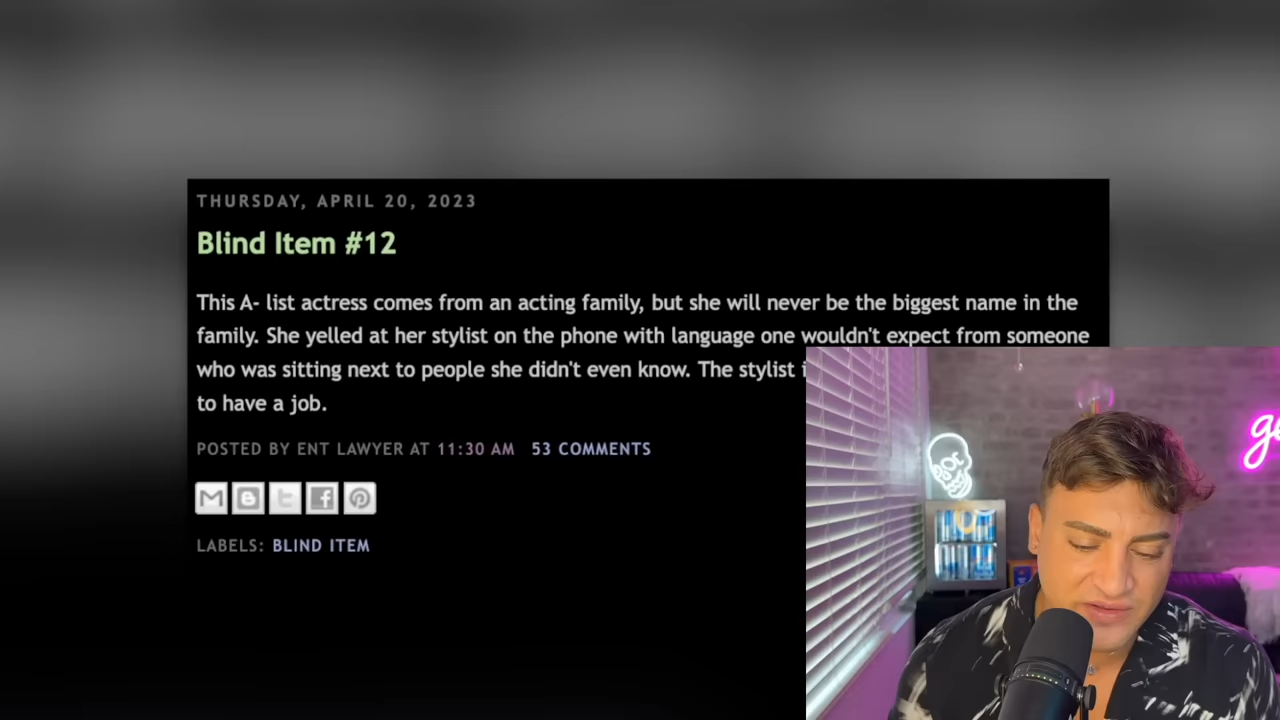 THURSDAY, APRIL 20, 2023
Blind Item #12
This A- list actress comes from an acting family, but she will never be the biggest name in the
family. She yelled at her stylist on the phone with language one wouldn't expect from someone
who was sitting next to people she didn't even know. The stylist
to have a job.
POSTED BY ENT LAWYER AT 11:30 AM 53 COMMENTS
LABELS: BLIND ITEM